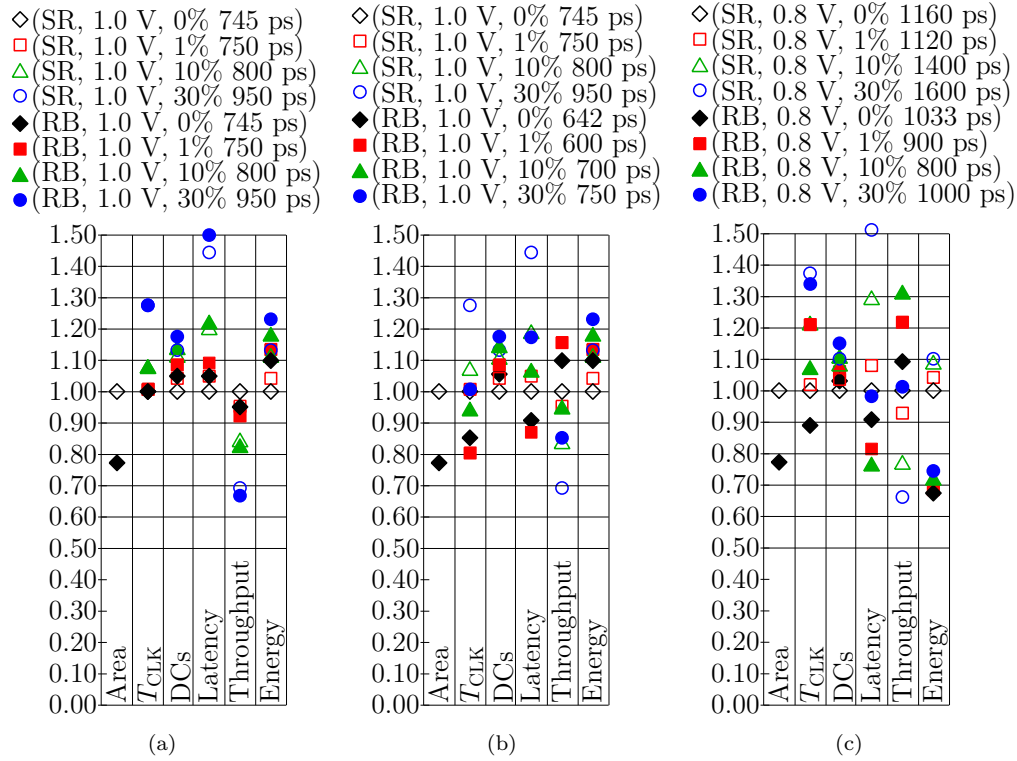 (SR, 1.0 V, 0% 745 ps)
(SR, 1.0 V, 1% 750 ps)
(SR, 1.0 V, 10% 800 ps)
(SR, 1.0 V, 30% 950 ps)
(RB, 1.0 V, 0% 745 ps)
(RB, 1.0 V, 1% 750 ps)
(RB, 1.0 V, 10% 800 ps)
(RB, 1.0 V, 30% 950 ps)
1.50
1.40
1.30
1.20
1.10
1.00
0.90
0.80
0.70
0.60
0.50
0.40
0.30
0.20
0.10
0.00
Area
TCLK
DCs
Latency
Throughput
Energy
(a)
(SR, 1.0 V, 0% 745 ps)
(SR, 1.0 V, 1% 750 ps)
(SR, 1.0 V, 10% 800 ps)
(SR, 1.0 V, 30% 950 ps)
(RB, 1.0 V, 0% 642 ps)
(RB, 1.0 V, 1% 600 ps)
(RB, 1.0 V, 10% 700 ps)
(RB, 1.0 V, 30% 750 ps)
1.50
1.40
1.30
1.20
1.10
1.00
0.90
0.80
0.70
0.60
0.50
0.40
0.30
0.20
0.10
0.00
Area
TCLK
DCs
Latency
Throughput
Energy
(b)
(SR, 0.8 V, 0% 1160 ps)
(SR, 0.8 V, 1% 1120 ps)
(SR, 0.8 V, 10% 1400 ps)
(SR, 0.8 V, 30% 1600 ps)
(RB, 0.8 V, 0% 1033 ps)
(RB, 0.8 V, 1% 900 ps)
(RB, 0.8 V, 10% 800 ps)
(RB, 0.8 V, 30% 1000 ps)
1.50
1.40
1.30
1.20
1.10
1.00
0.90
0.80
0.70
0.60
0.50
0.40
0.30
0.20
0.10
0.00
Area
TCLK
DCs
Latency
Throughput
Energy
(c)